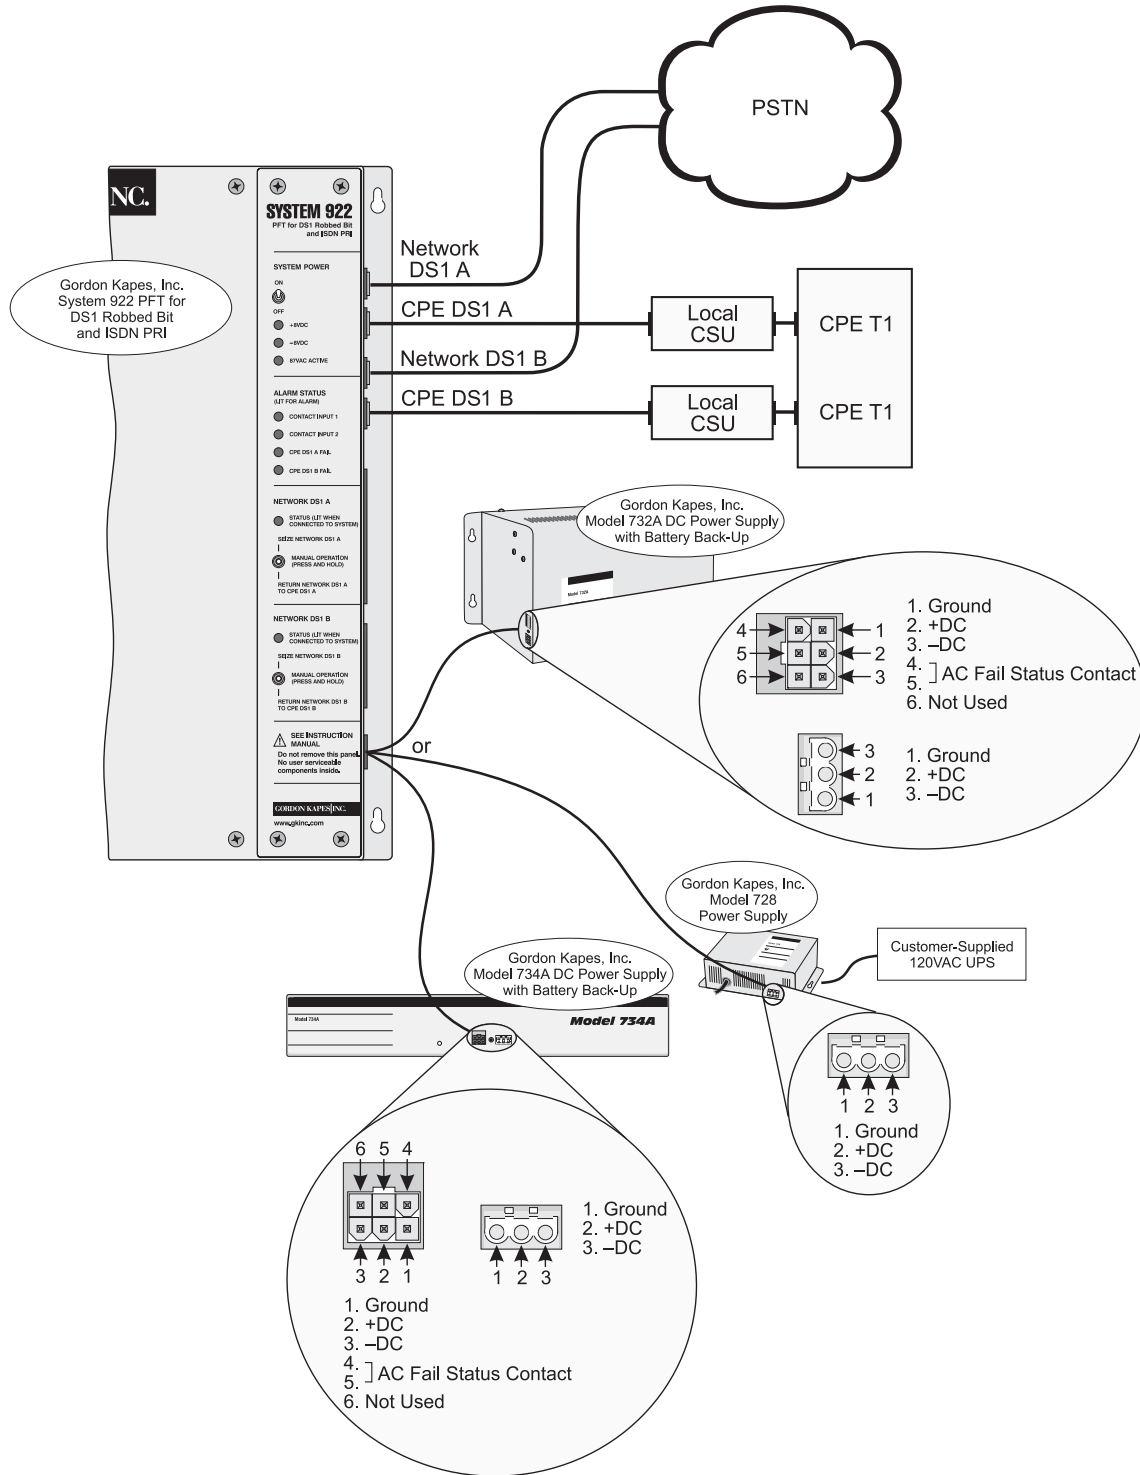 PSTN
NC.
SYSTEM 922
PFT for DS1 Robbed Bit
and ISDN PRI
SYSTEM POWER
ON
OFF
+8VDC
–8VDC
87VAC ACTIVE
ALARM STATUS
(LIT FOR ALARM)
CONTACT INPUT 1
CONTACT INPUT 2
CPE DS1 A FAIL
CPE DS1 B FAIL
NETWORK DS1 A
STATUS (LIT WHEN
CONNECTED TO SYSTEM)
SEIZE NETWORK DS1 A
MANUAL OPERATION
(PRESS AND HOLD)
RETURN NETWORK DS1 A
TO CPE DS1 A
NETWORK DS1 B
STATUS (LIT WHEN
CONNECTED TO SYSTEM)
SEIZE NETWORK DS1 B
MANUAL OPERATION
(PRESS AND HOLD)
RETURN NETWORK DS1 B
TO CPE DS1 B
SEE INSTRUCTION
MANUAL
Do not remove this panel.
No user serviceable
components inside.
GORDON KAPES INC.
www.gkinc.com
Gordon Kapes, Inc.
System 922 PFT for
DS1 Robbed Bit
and ISDN PRI
Network
DS1 A
CPE DS1 A
Network DS1 B
CPE DS1 B
Local
CSU
CPE T1
Local
CSU
CPE T1
Gordon Kapes, Inc.
Model 732A DC Power Supply
with Battery Back-Up
Model 732A
4
5
6
1
2
3
1. Ground
2. +DC
3. –DC
4.
5.
AC Fail Status Contact
6. Not Used
3
2
1
1. Ground
2. +DC
3. –DC
or
Gordon Kapes, Inc.
Model 728
Power Supply
Customer-Supplied
120VAC UPS
1 2 3
1. Ground
2. +DC
3. –DC
Gordon Kapes, Inc.
Model 734A DC Power Supply
with Battery Back-Up
Model 734A
Model 734A
6 5 4
3 2 1
1. Ground
2. +DC
3. –DC
4.
5.
AC Fail Status Contact
6. Not Used
1 2 3
1. Ground
2. +DC
3. –DC